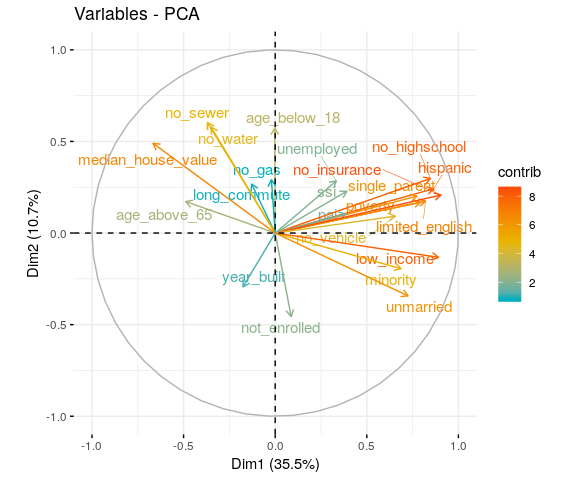 Variables - PCA
1.0
no_sewer
age_below_18
no_water
0.5
unemployed
no_highschool
median_house_value
no_gas
no_insurance
hispanic
long_commute
ssi
single_parent
age_above_65
poverty
limited_english
0.0
no_vehicle
low_income
year_built
minority
unmarried
-0.5
not_enrolled
-1.0
-1.0
-0.5
0.0
0.5
1.0
Dim1 (35.5%)
Dim2 (10.7%)
contrib
8
6
4
2